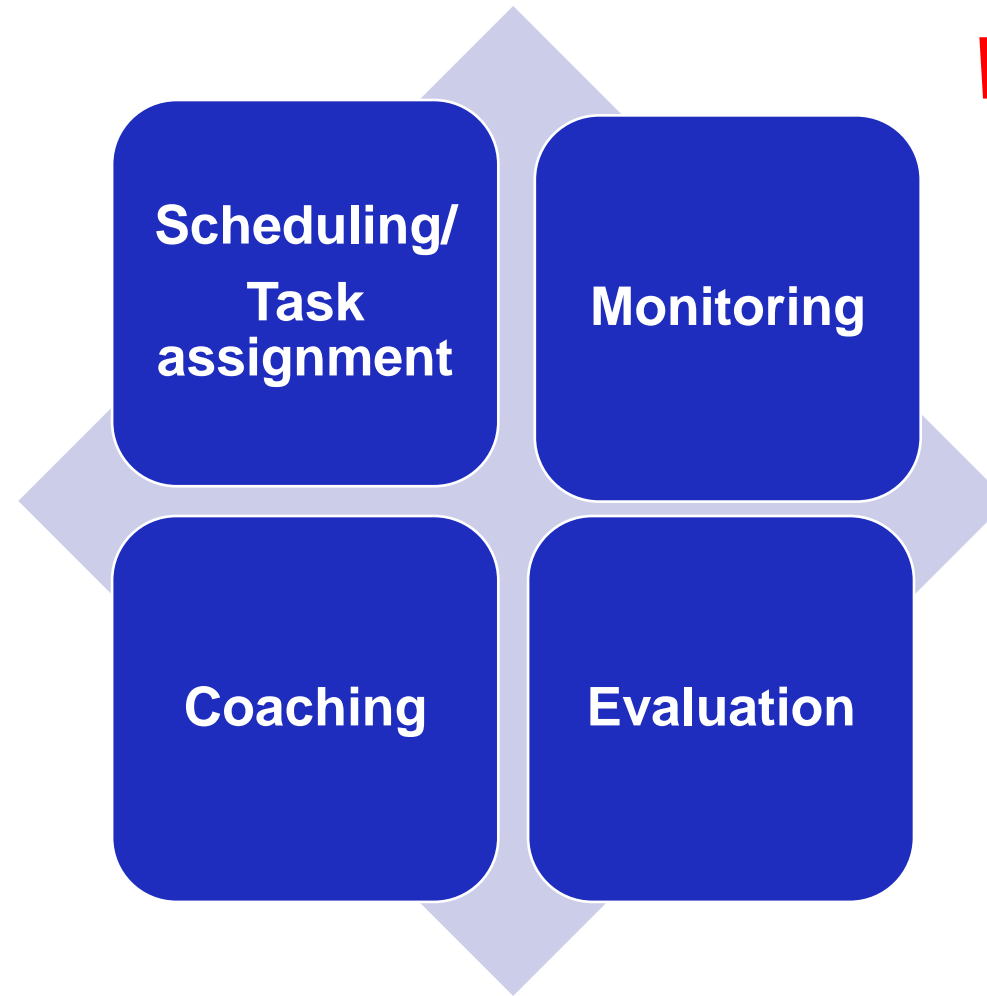 Scheduling/
Task
assignment
Monitoring
Coaching
Evaluation